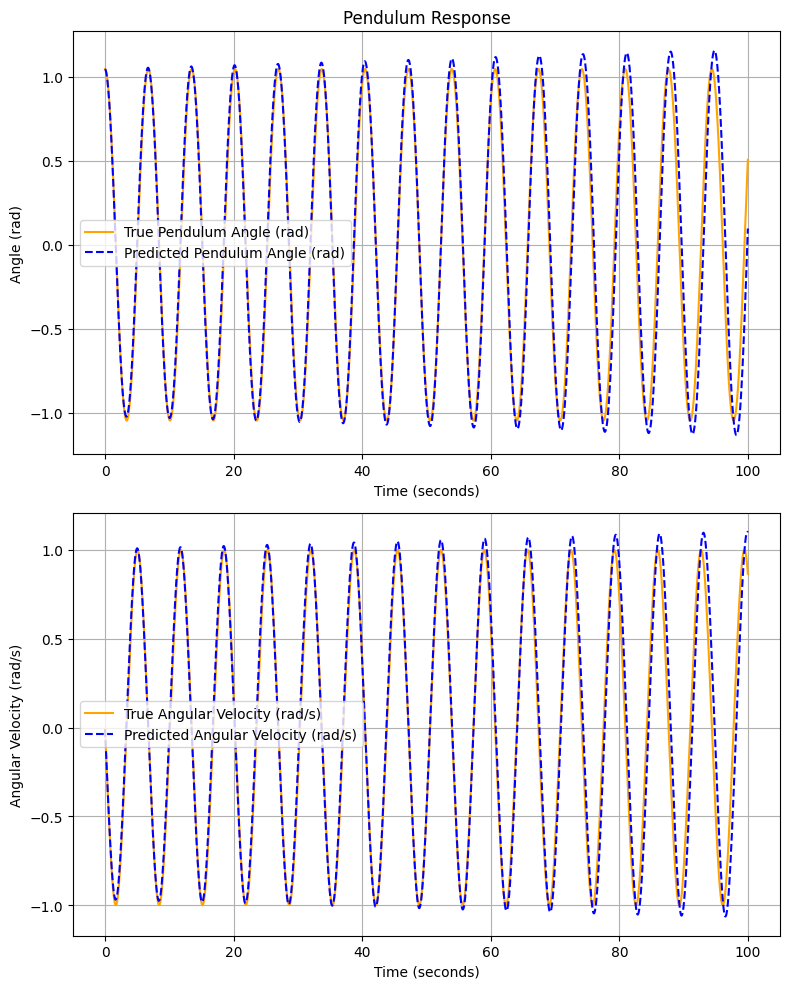 Pendulum Response
Angle (rad)
1.0
0.5
0.0
−0.5
−1.0
True Pendulum Angle (rad)
Predicted Pendulum Angle (rad)
0 20 40 60 80 100
Time (seconds)
Angular Velocity (rad/s)
1.0
0.5
0.0
−0.5
−1.0
True Angular Velocity (rad/s)
Predicted Angular Velocity (rad/s)
0 20 40 60 80 100
Time (seconds)